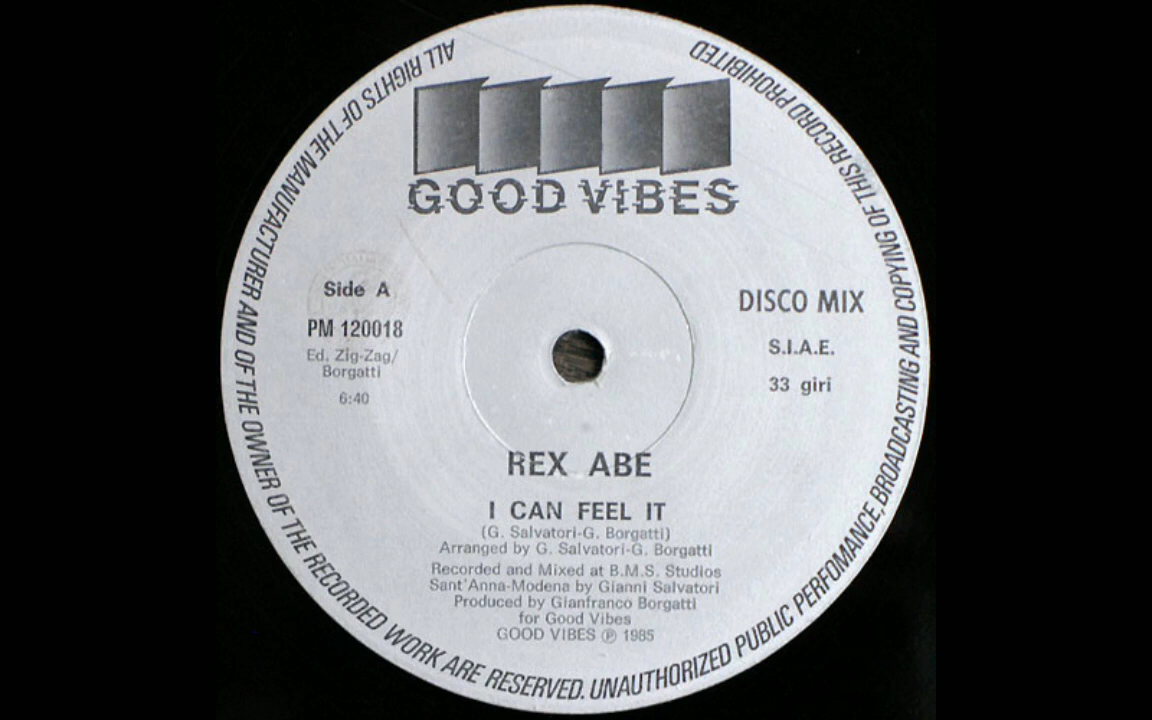 ALL RIGHTS OF THE MANUFACTURER AND OF THE OWNER OF THE RECORDED WORK ARE RESERVED. UNAUTHORIZED PUBLIC PERFOMANCE, BROADCASTING AND COPYING OF THIS RECORD PROHIBITED
GOOD VIBES
Side A
PM 120018
Ed. Zig-Zag/
Borgatti
6:40
DISCO MIX
S.I.A.E.
33 giri
REX ABE
I CAN FEEL IT
(G. Salvatori-G. Borgatti)
Arranged by G. Salvatori-G. Borgatti
Recorded and Mixed at B.M.S. Studios
Sant'Anna-Modena by Gianni Salvatori
Produced by Gianfranco Borgatti
for Good Vibes
GOOD VIBES Ⓟ 1985